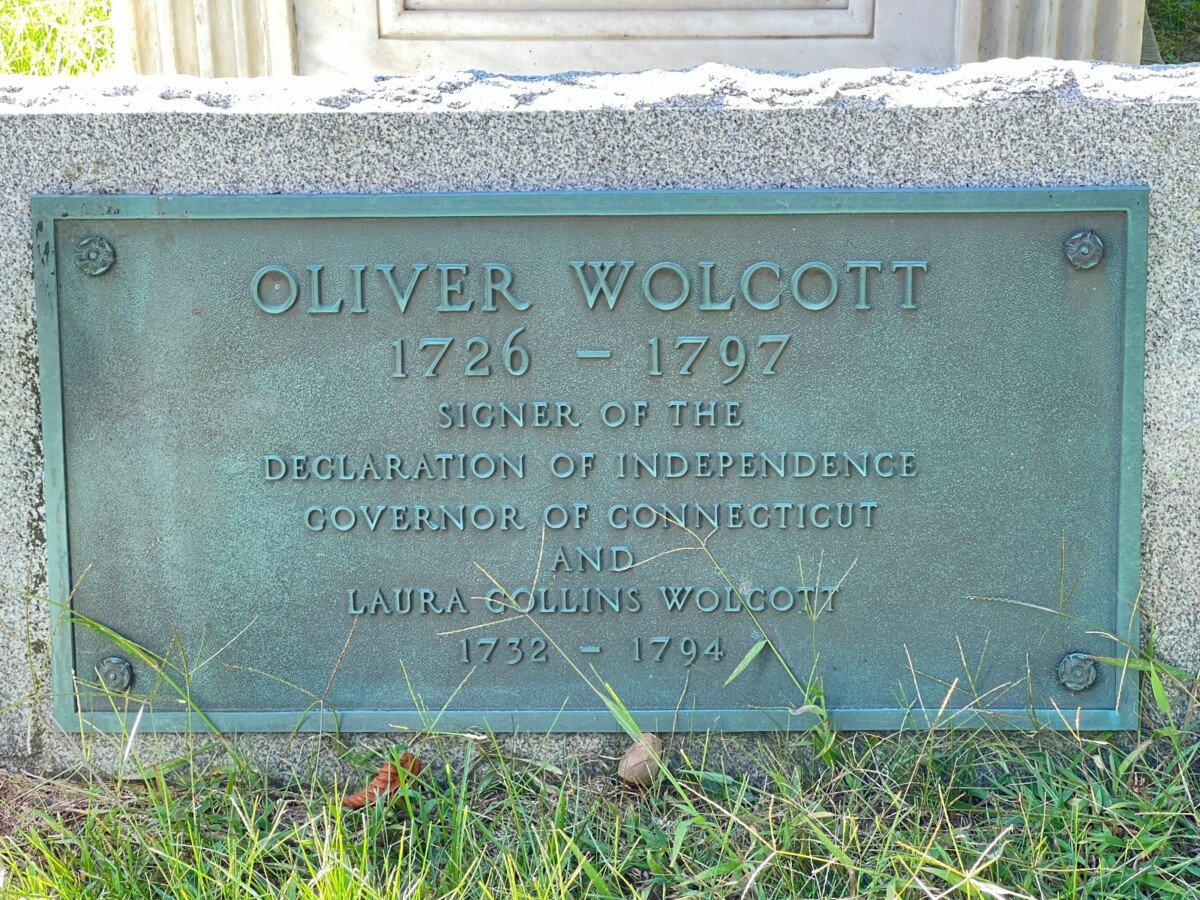 OLIVER WOLCOTT
1726 – 1797
SIGNER OF THE
DECLARATION OF INDEPENDENCE
GOVERNOR OF CONNECTICUT
AND
LAURA COLLINS WOLCOTT
1732 – 1794